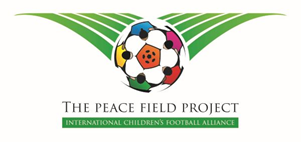 THE PEACE FIELD PROJECT
INTERNATIONAL CHILDREN'S FOOTBALL ALLIANCE